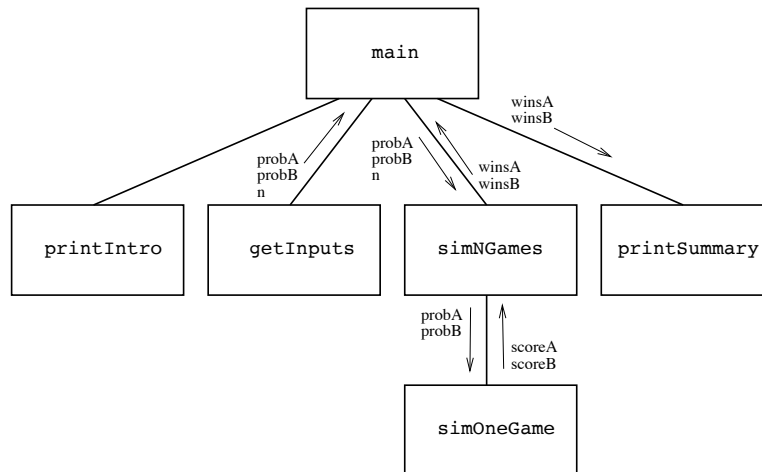 main
winsA
winsB
probA
probB
n
probA
probB
n
winsA
winsB
printIntro
getInputs
simNGames
printSummary
probA
probB
scoreA
scoreB
simOneGame